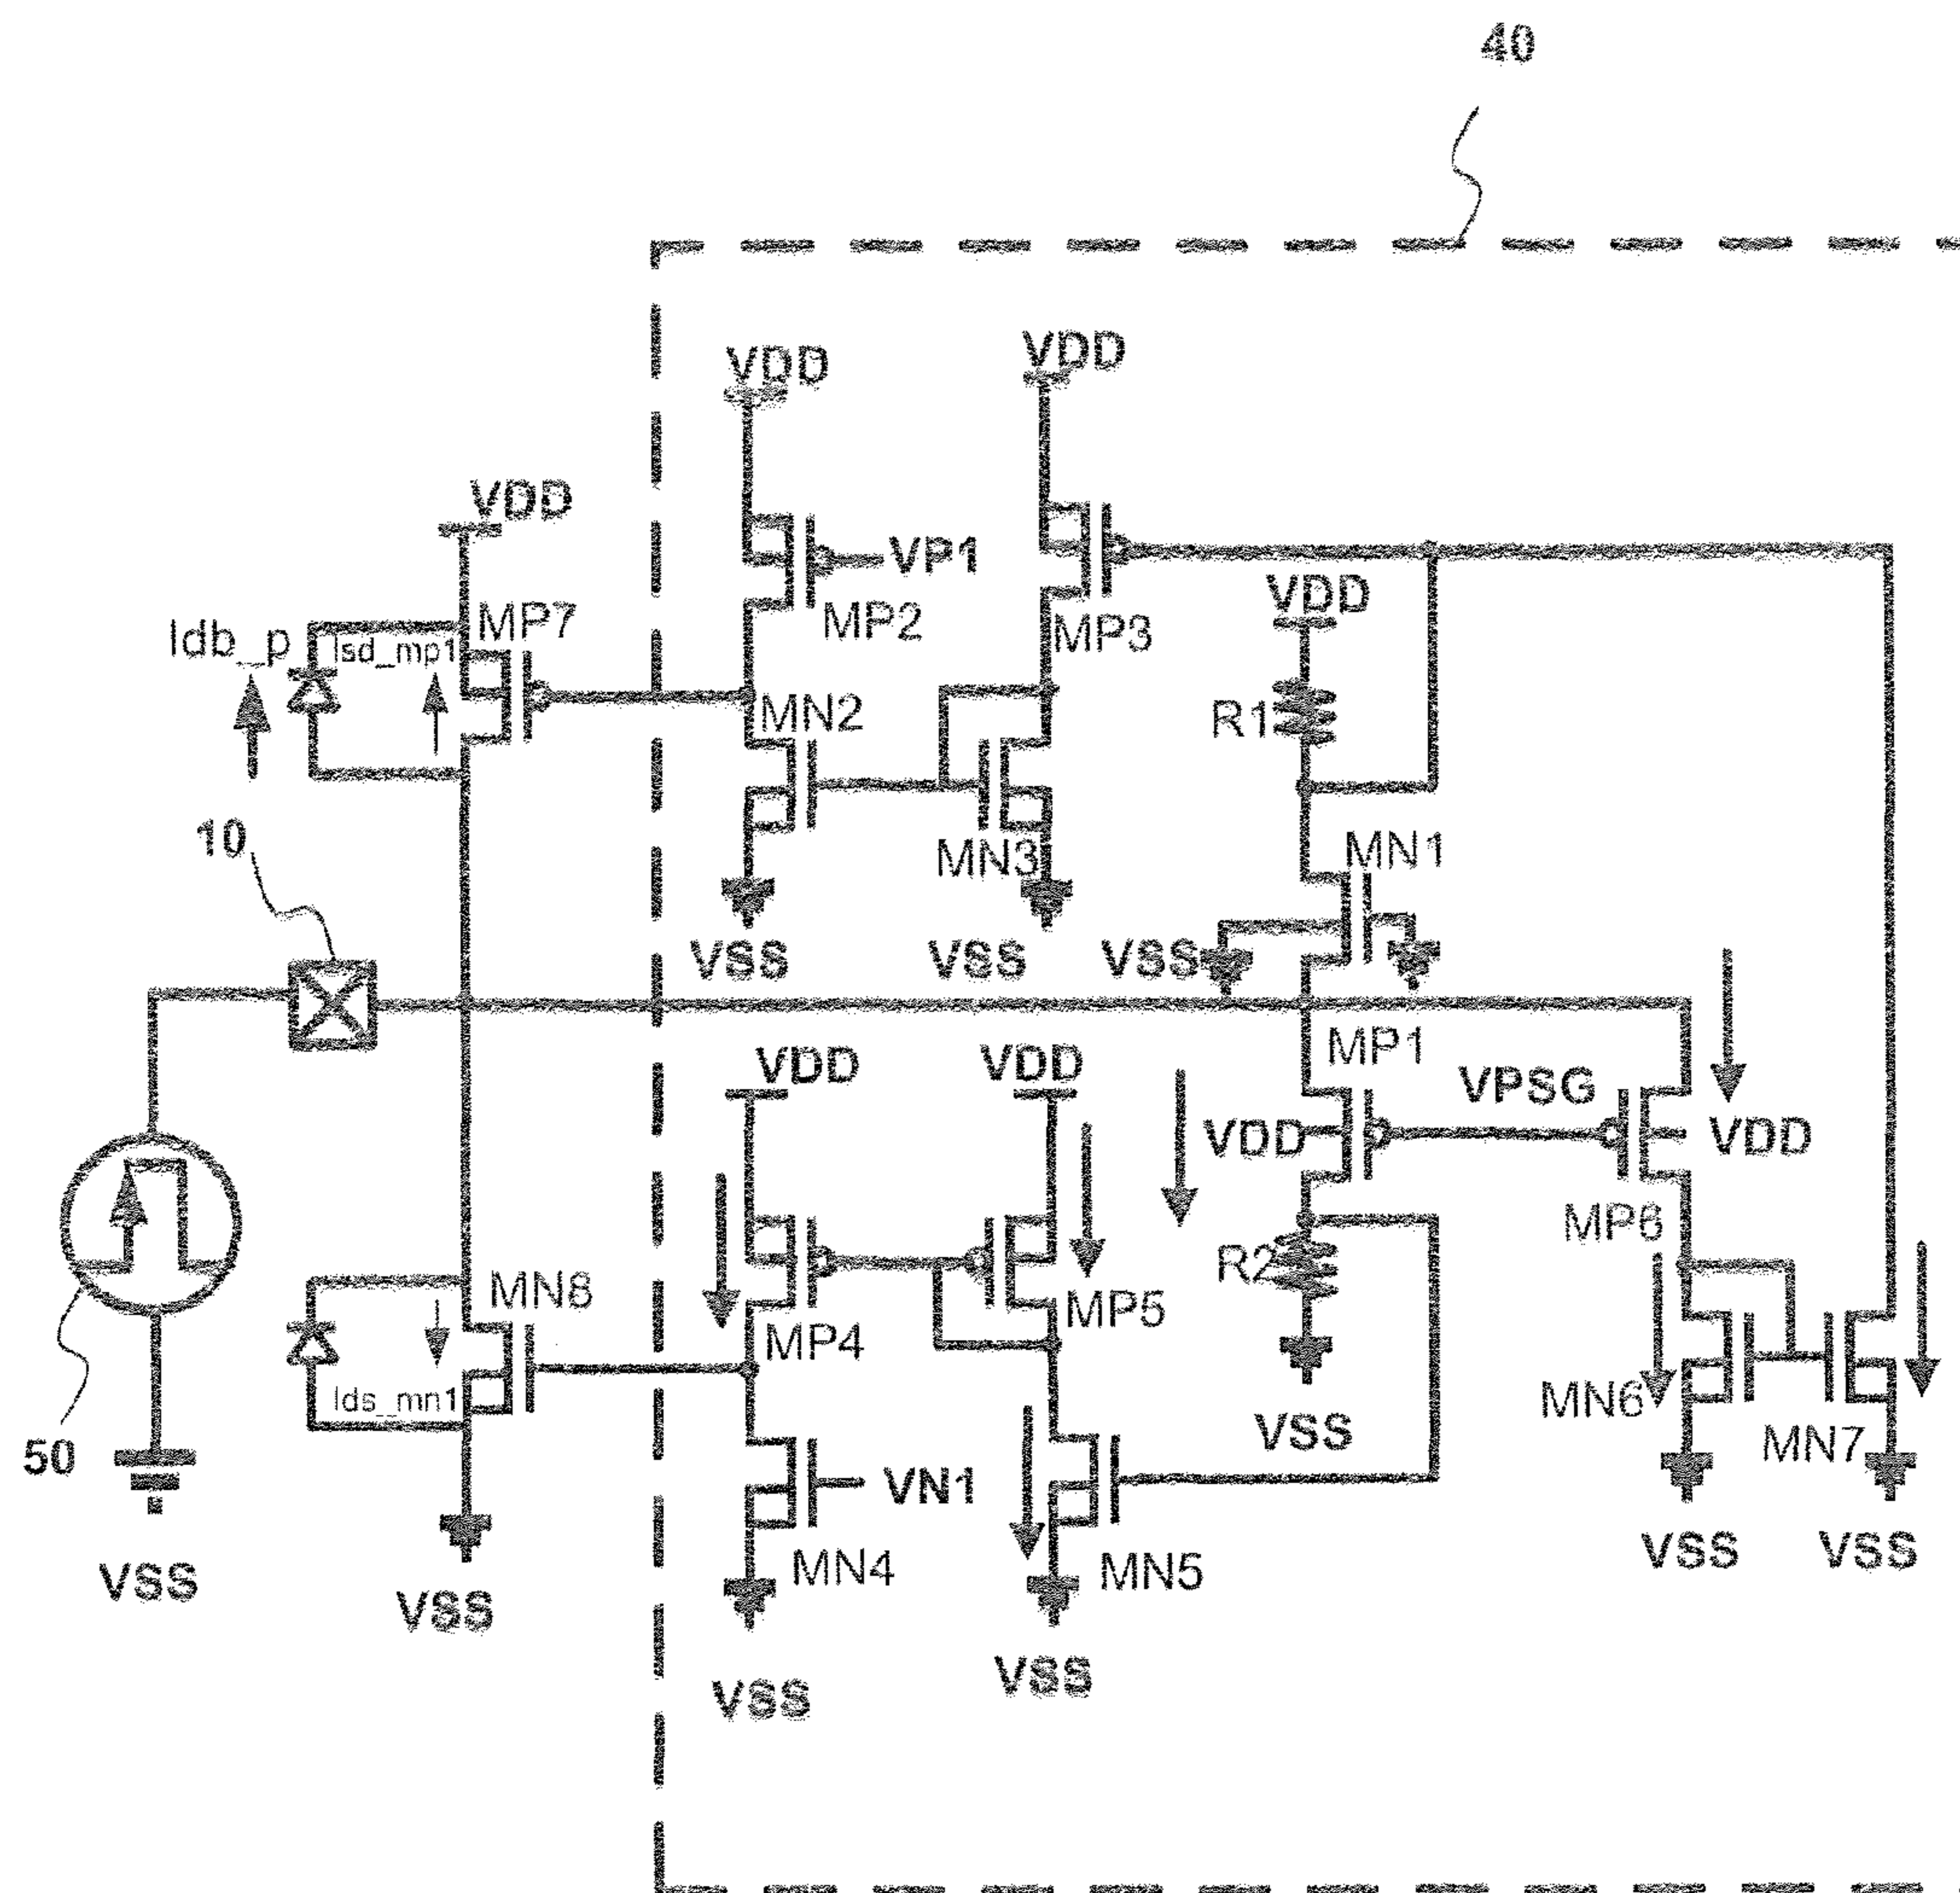 40
VDD
VDD
VDD
VP1
VDD
MP7
MP2
MP3
Idb_p
Isd_mp1
R1
MN2
10
MN1
MN3
VSS
VSS
VSS
MP1
VDD
VDD
VPSG
VDD
VDD
MP6
R2
MN8
MP5
MP4
Ids_mn1
MN6
VSS
MN7
50
VN1
VSS
VSS
MN4
MN5
VSS
VSS
VSS
VSS